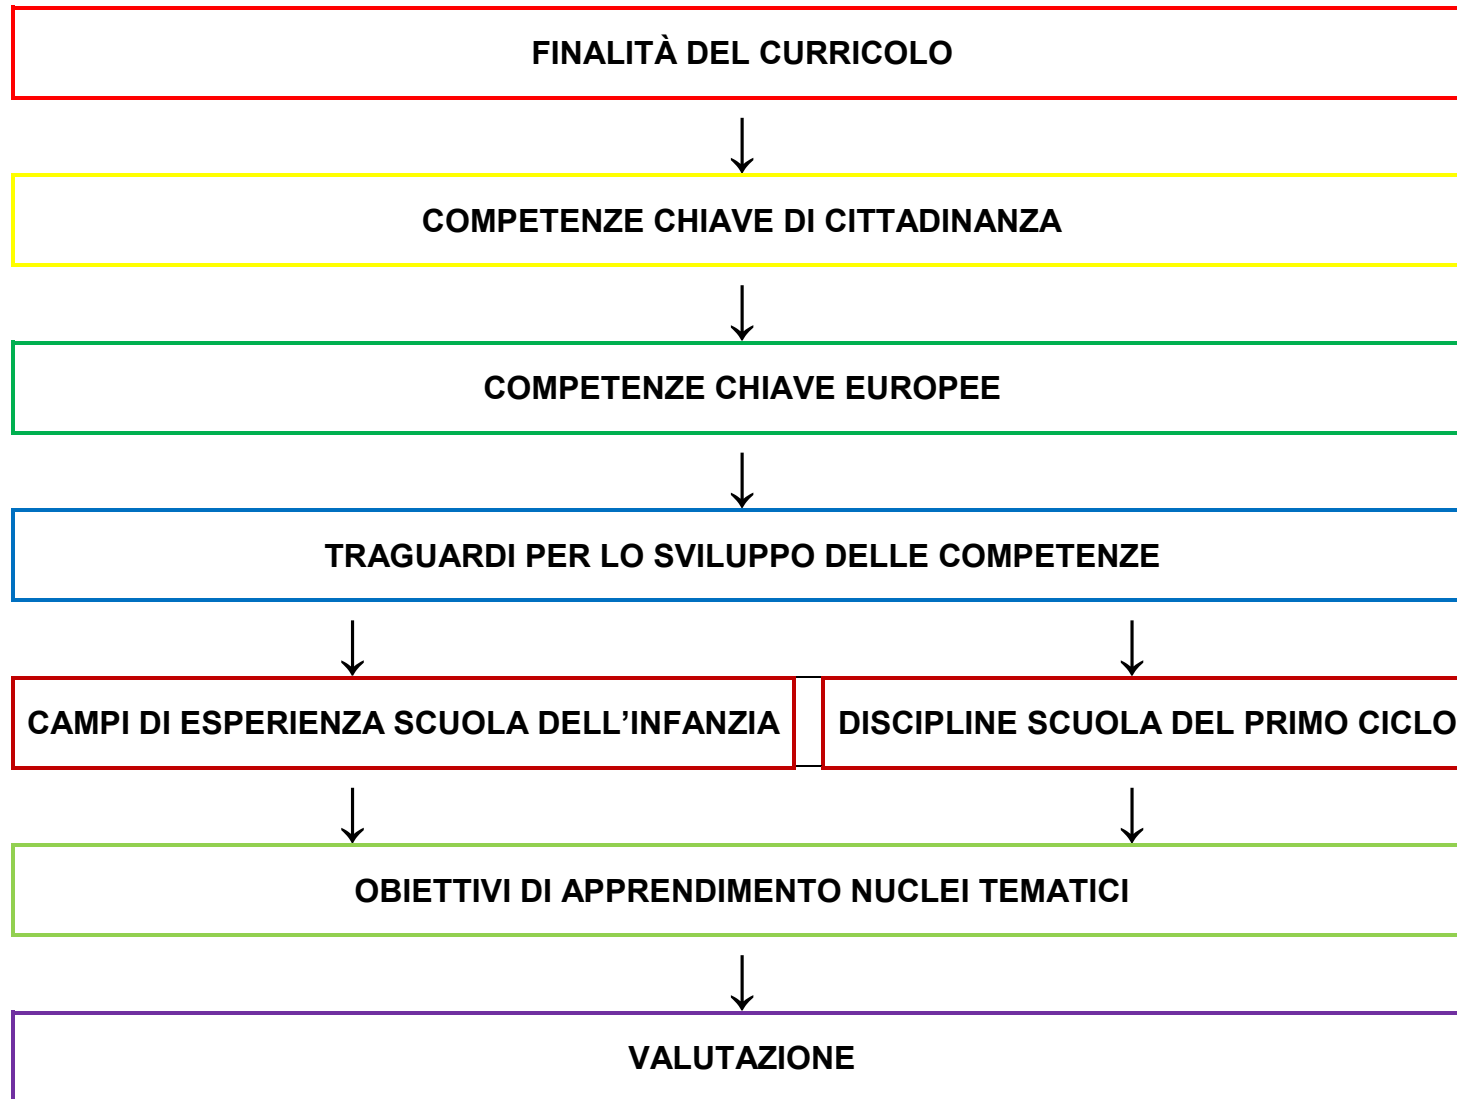 FINALITÀ DEL CURRICOLO
COMPETENZE CHIAVE DI CITTADINANZA
COMPETENZE CHIAVE EUROPEE
TRAGUARDI PER LO SVILUPPO DELLE COMPETENZE
CAMPI DI ESPERIENZA SCUOLA DELL’INFANZIA
DISCIPLINE SCUOLA DEL PRIMO CICLO
OBIETTIVI DI APPRENDIMENTO NUCLEI TEMATICI
VALUTAZIONE